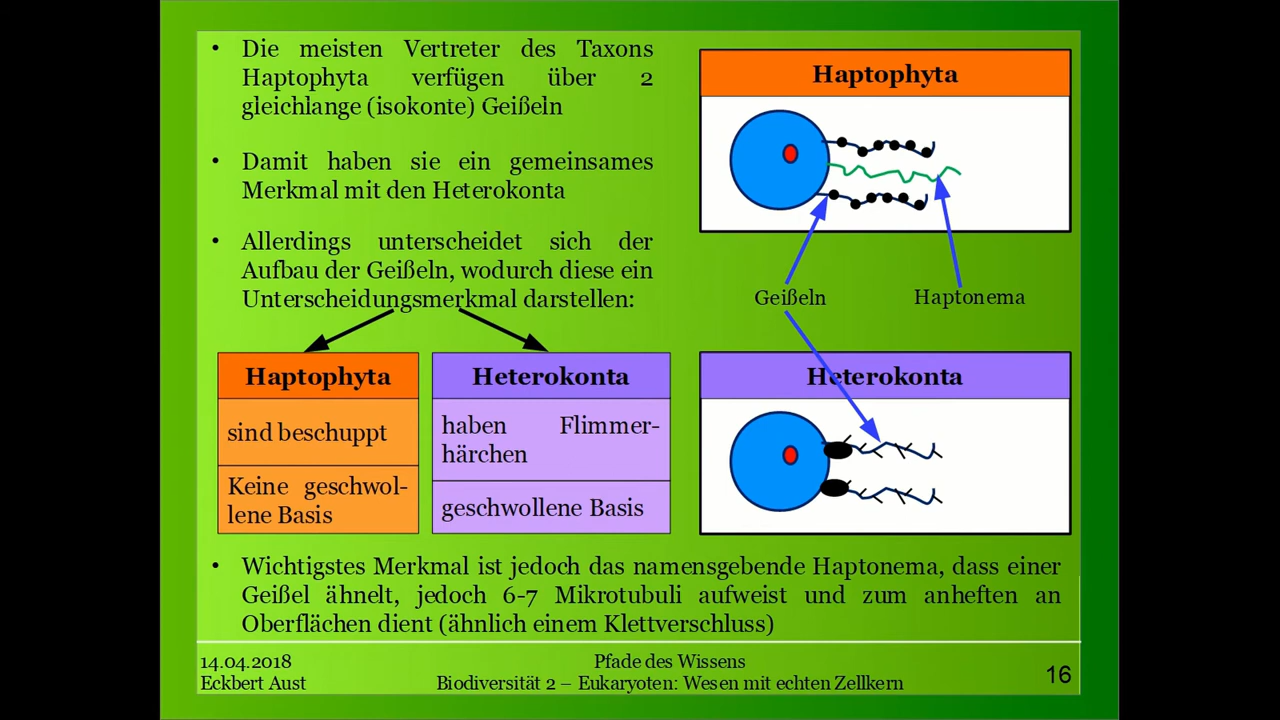 • Die meisten Vertreter des Taxons
Haptophyta verfügen über 2
gleichlange (isokonte) Geißeln
• Damit haben sie ein gemeinsames
Merkmal mit den Heterokonta
• Allerdings unterscheidet sich der
Aufbau der Geißeln, wodurch diese ein
Unterscheidungsmerkmal darstellen:
Haptophyta
sind beschuppt
Keine geschwol-
lene Basis
Heterokonta
haben Flimmer-
härchen
geschwollene Basis
Haptophyta
Geißeln
Haptonema
Heterokonta
• Wichtigstes Merkmal ist jedoch das namensgebende Haptonema, dass einer
Geißel ähnelt, jedoch 6-7 Mikrotubuli aufweist und zum anheften an
Oberflächen dient (ähnlich einem Klettverschluss)
14.04.2018
Eckbert Aust
Pfade des Wissens
Biodiversität 2 – Eukaryoten: Wesen mit echten Zellkern
16